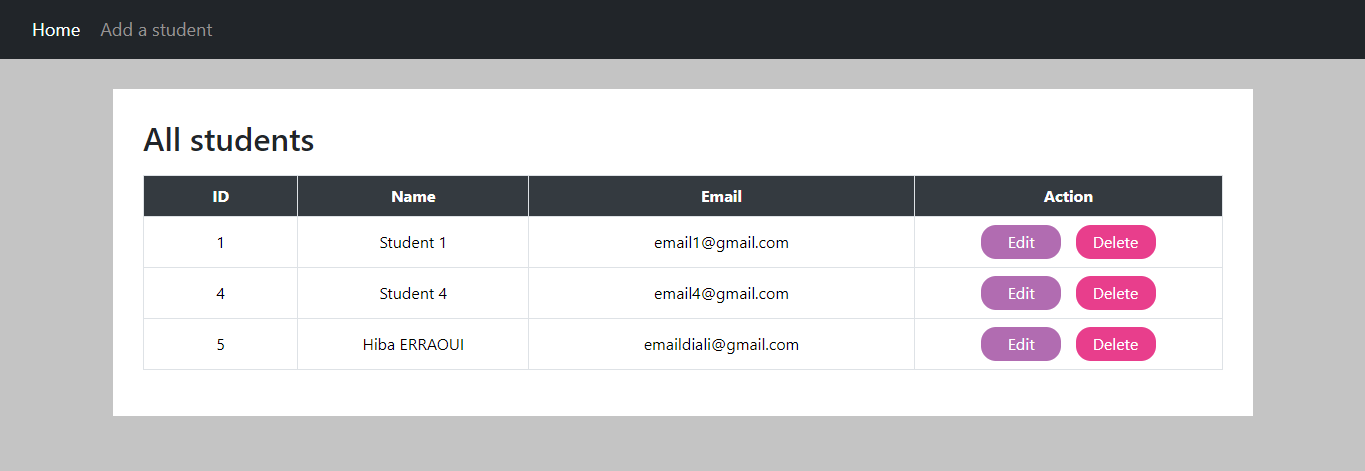 Home Add a student
All students
ID Name Email Action
1 Student 1 email1@gmail.com Edit Delete
4 Student 4 email4@gmail.com Edit Delete
5 Hiba ERRAOUI emaildiali@gmail.com Edit Delete